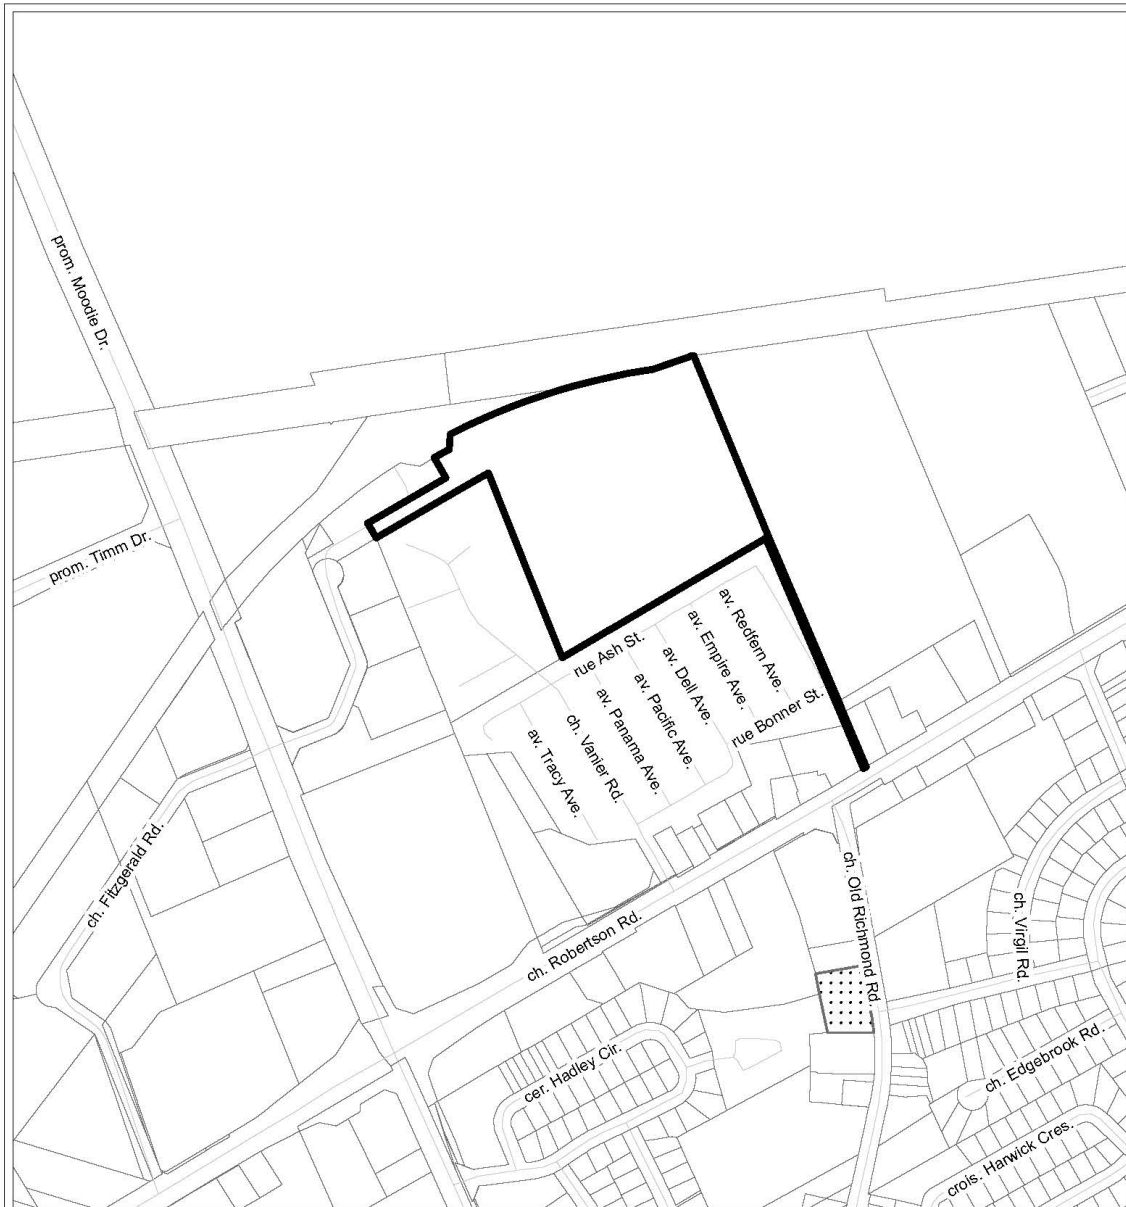 prom. Moodie Dr.
prom. Timm Dr.
rue Ash St.
av. Redfern Ave.
av. Empire Ave.
av. Dell Ave.
av. Pacific Ave.
av. Panama Ave.
ch. Vanier Rd.
av. Tracy Ave.
rue Bonner St.
ch. Fitzgerald Rd.
ch. Robertson Rd.
ch. Old Richmond Rd.
ch. Virgil Rd.
cer. Hadley Cir.
ch. Edgebrook Rd.
crois. Harwick Cres.